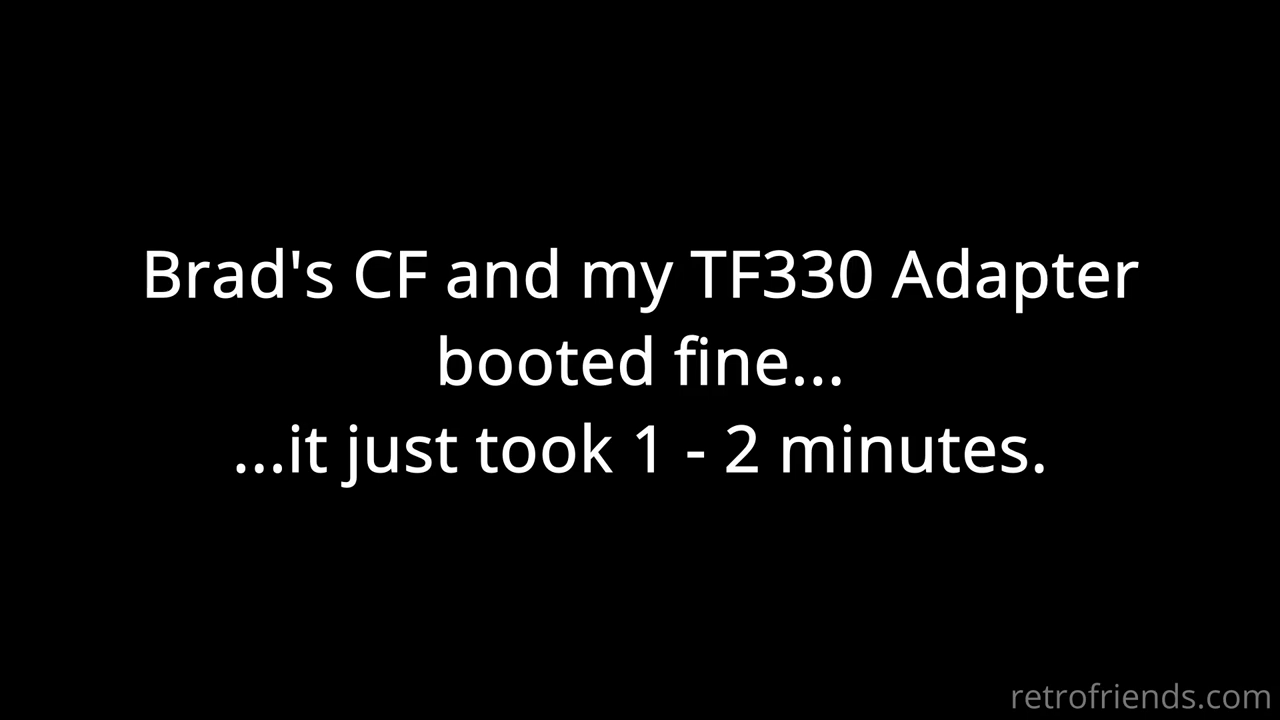 Brad's CF and my TF330 Adapter
booted fine...
...it just took 1 - 2 minutes.
retrofriends.com